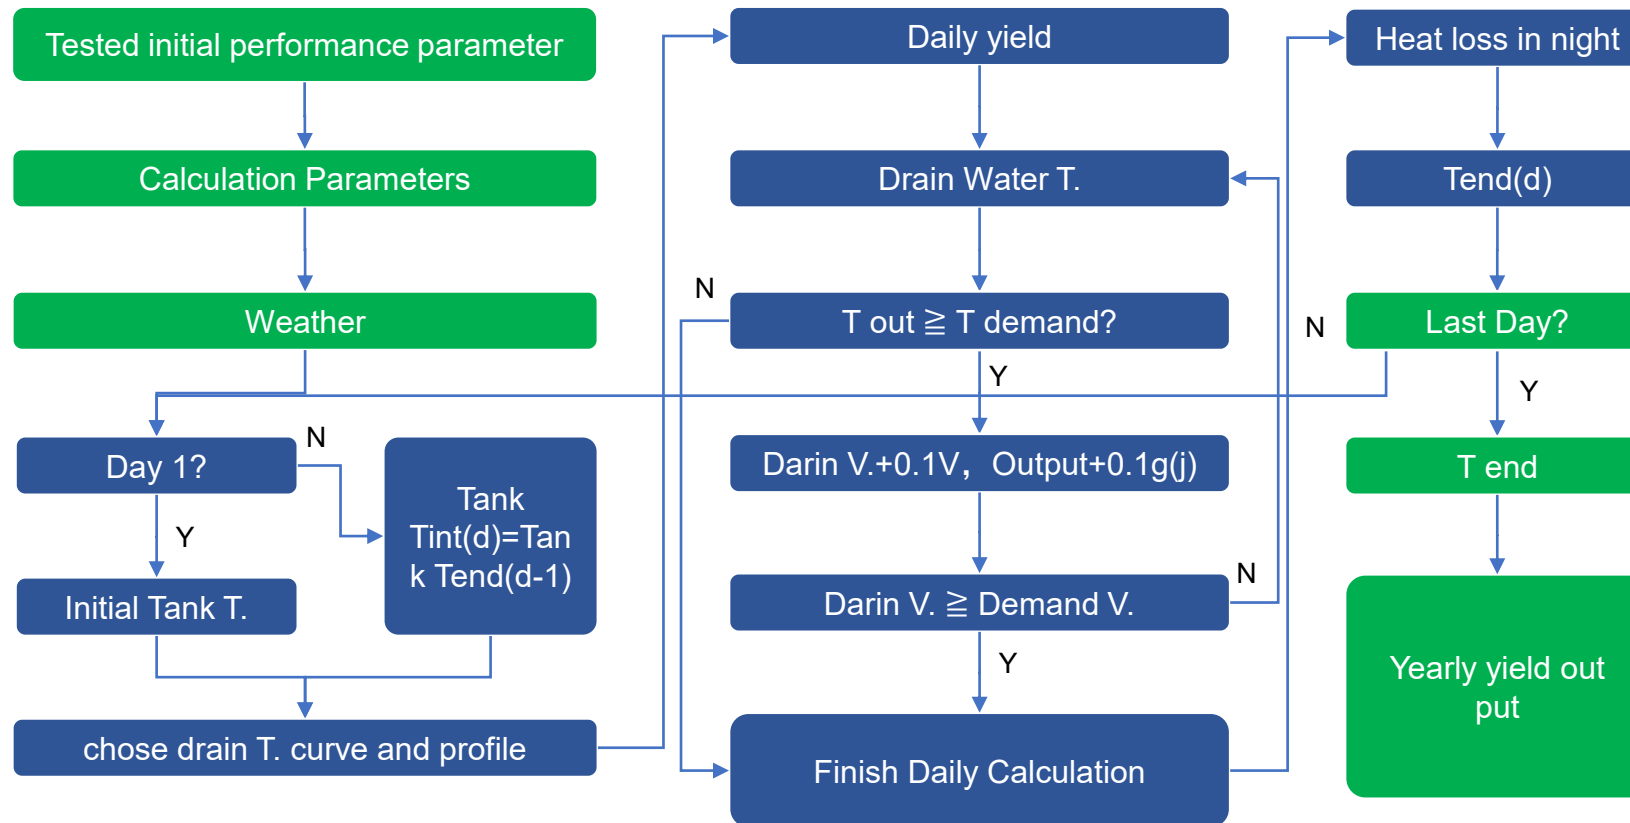 Tested initial performance parameter
Calculation Parameters
Weather
Day 1?
N
Y
Tank
Tint(d)=Tan
k Tend(d-1)
Initial Tank T.
chose drain T. curve and profile
Daily yield
Drain Water T.
N
T out ≧ T demand?
Y
Darin V.+0.1V，Output+0.1g(j)
Darin V. ≧ Demand V.
N
Y
Finish Daily Calculation
Heat loss in night
Tend(d)
N
Last Day?
Y
T end
Yearly yield out
put